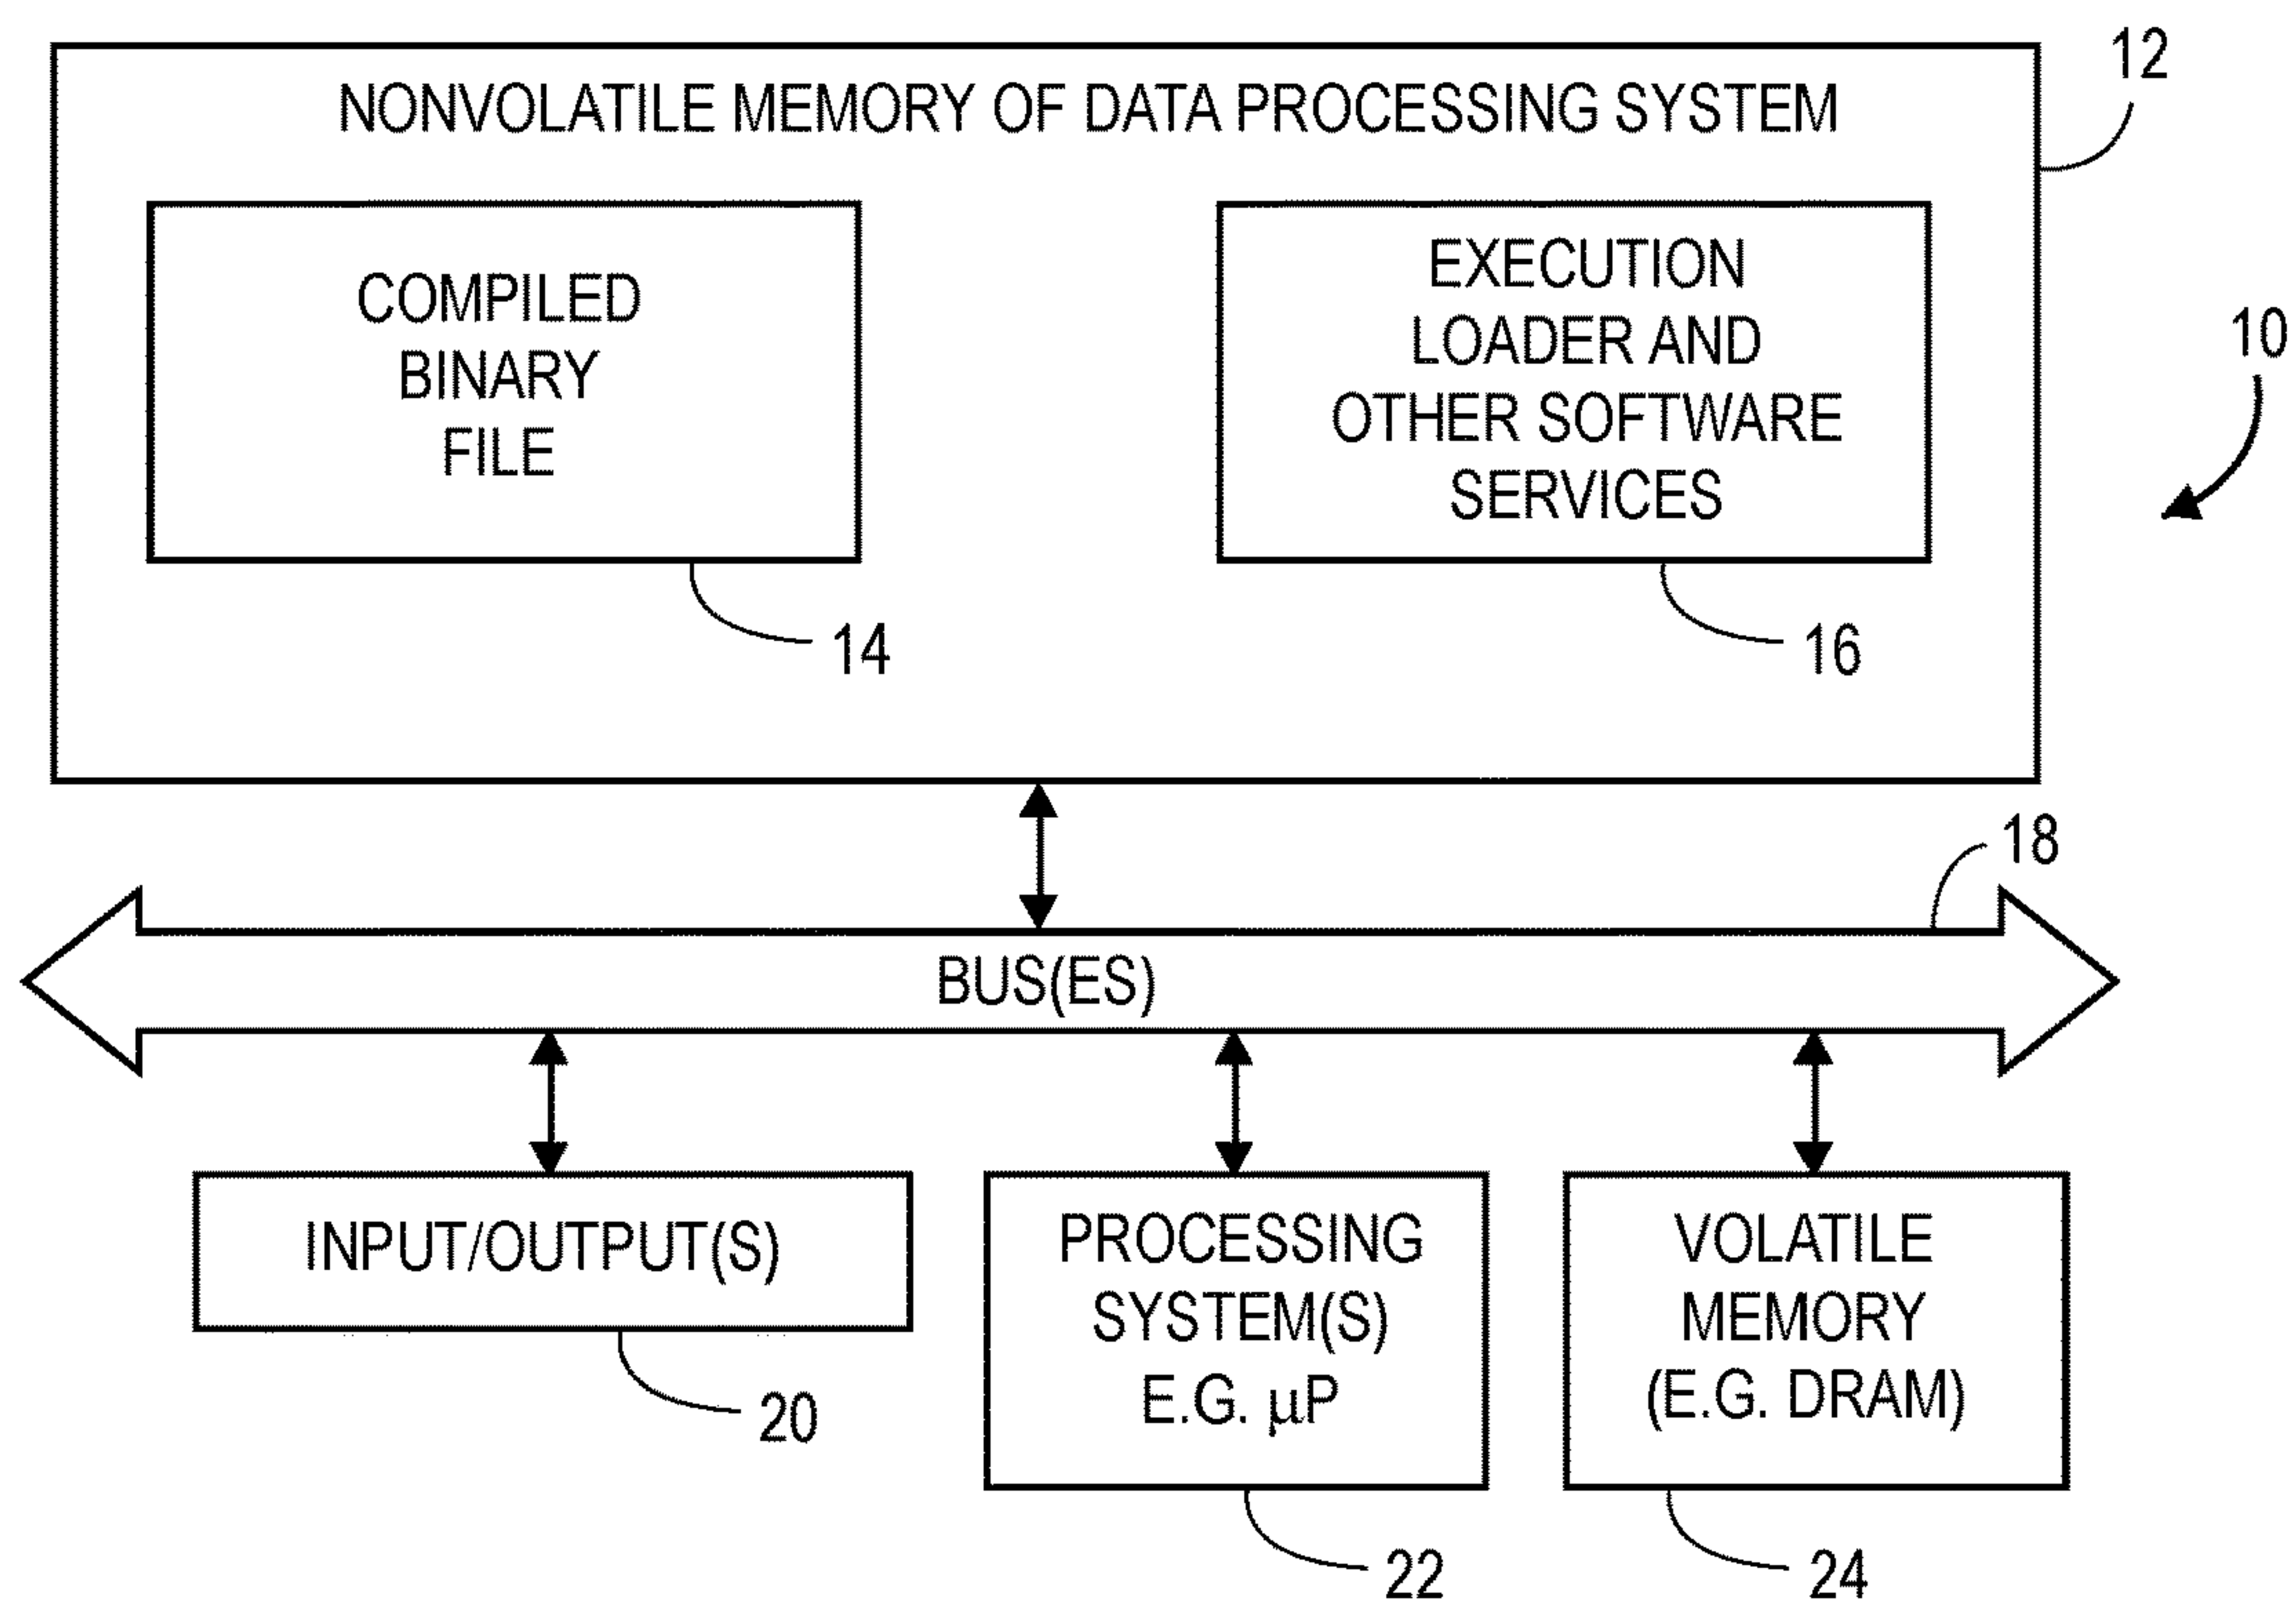 12
NONVOLATILE MEMORY OF DATA PROCESSING SYSTEM
COMPILED
BINARY
FILE
14
EXECUTION
LOADER AND
OTHER SOFTWARE
SERVICES
16
10
18
BUS(ES)
INPUT/OUTPUT(S)
20
PROCESSING
SYSTEM(S)
E.G. μP
22
VOLATILE
MEMORY
(E.G. DRAM)
24